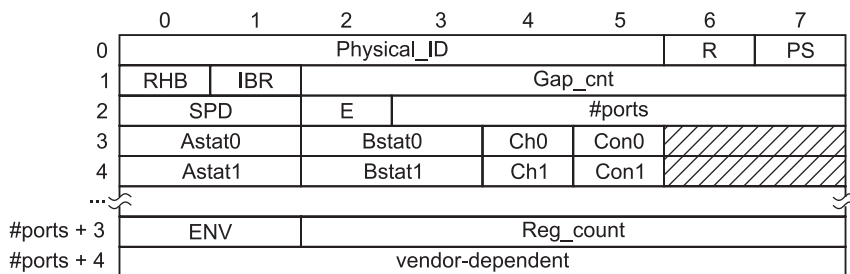 0 1 2 3 4 5 6 7
0 Physical_ID R PS
1 RHB IBR Gap_cnt
2 SPD E #ports
3 Astat0 Bstat0 Ch0 Con0
4 Astat1 Bstat1 Ch1 Con1
...
#ports + 3 ENV Reg_count
#ports + 4 vendor-dependent